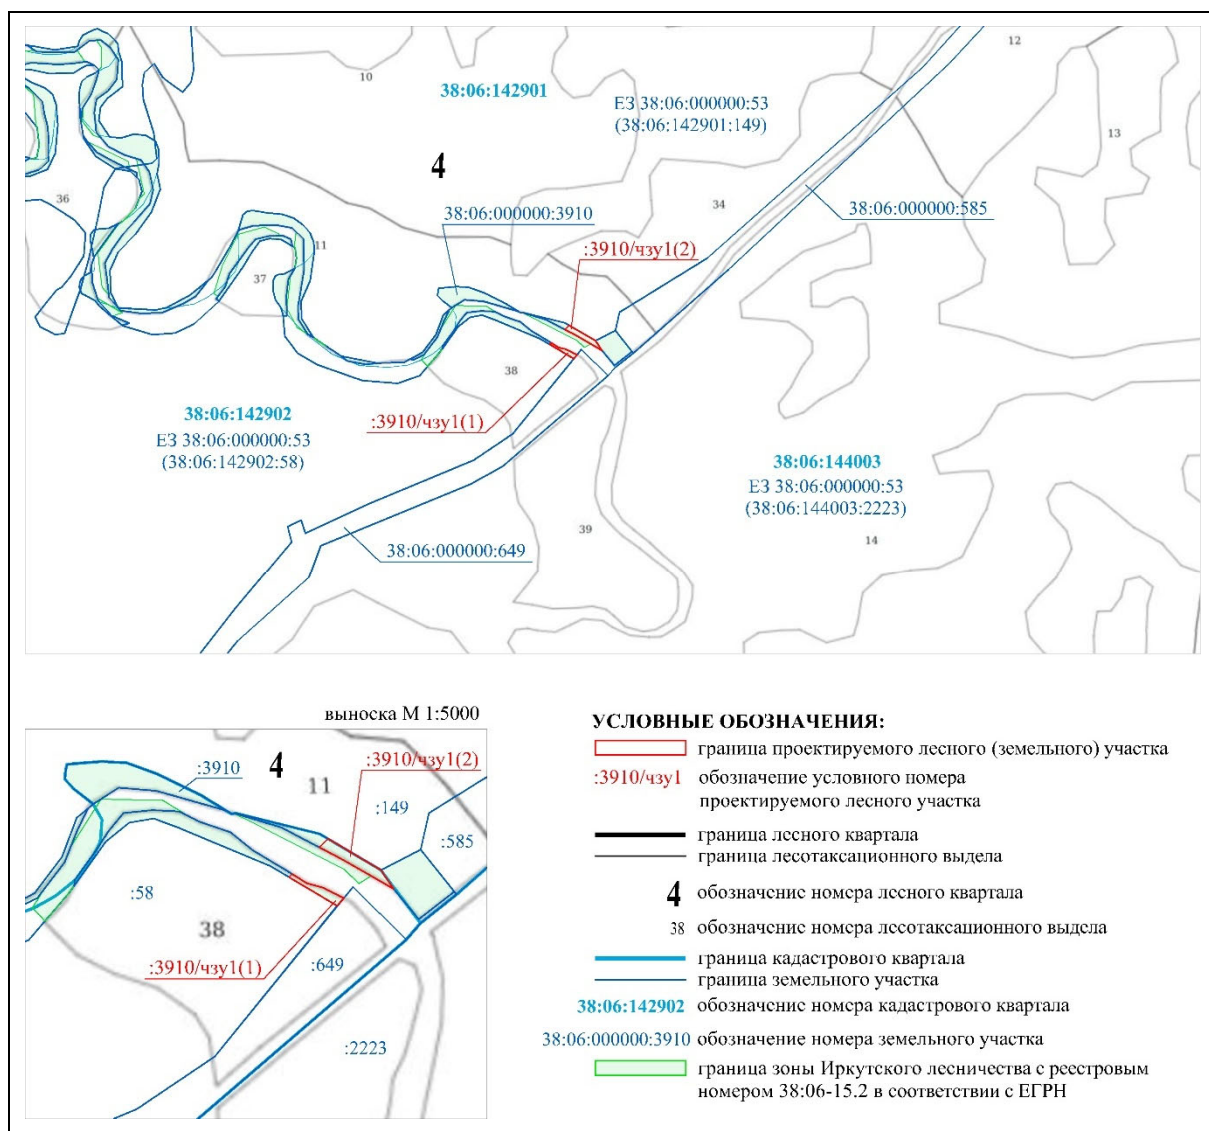 12
10
38:06:142901
ЕЗ 38:06:000000:53
(38:06:142901:149)
13
4
36
34
38:06:000000:3910
38:06:000000:585
:3910/чзу1(2)
11
37
38
:3910/чзу1(1)
38:06:142902
ЕЗ 38:06:000000:53
(38:06:142902:58)
38:06:144003
ЕЗ 38:06:000000:53
(38:06:144003:2223)
39
14
38:06:000000:649
выноска М 1:5000
:3910/чзу1(2)
:3910
4
11
:149
:585
:58
38
:3910/чзу1(1)
:649
:2223
УСЛОВНЫЕ ОБОЗНАЧЕНИЯ:
граница проектируемого лесного (земельного) участка
:3910/чзу1 обозначение условного номера
проектируемого лесного участка
граница лесного квартала
граница лесотаксационного выдела
4 обозначение номера лесного квартала
38 обозначение номера лесотаксационного выдела
граница кадастрового квартала
граница земельного участка
38:06:142902 обозначение номера кадастрового квартала
38:06:000000:3910 обозначение номера земельного участка
граница зоны Иркутского лесничества с реестровым
номером 38:06-15.2 в соответствии с ЕГРН